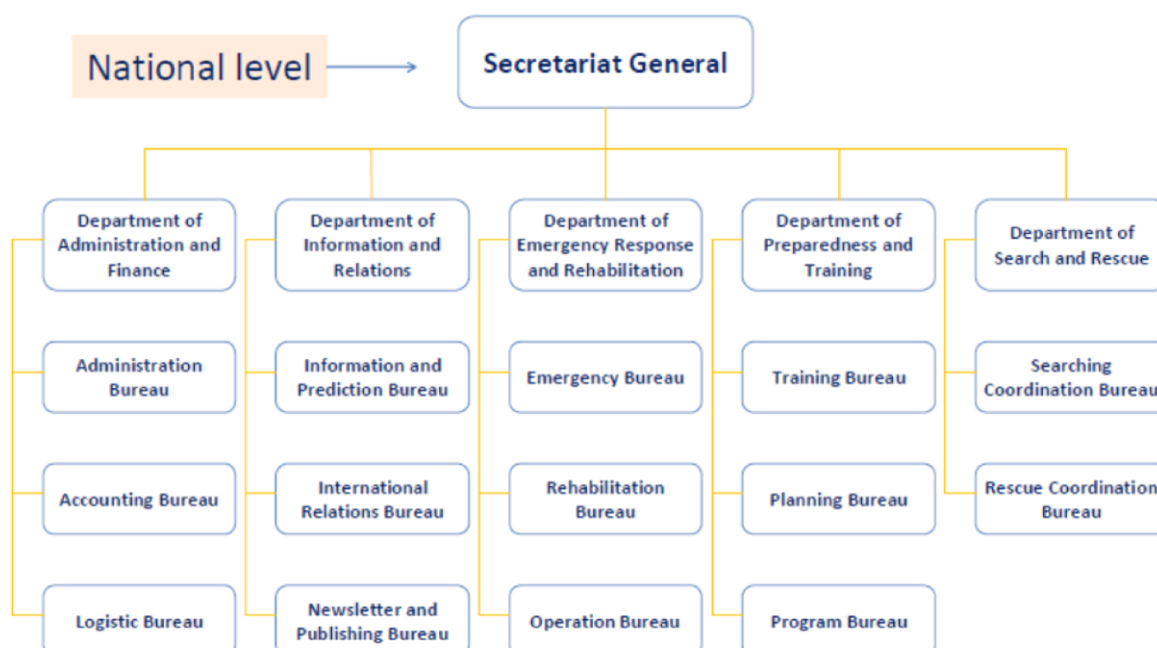 National level
Secretariat General
Department of
Administration and
Finance
Department of
Information and
Relations
Department of
Emergency Response
and Rehabilitation
Department of
Preparedness and
Training
Department of
Search and Rescue
Administration
Bureau
Information and
Prediction Bureau
Emergency Bureau
Training Bureau
Searching
Coordination Bureau
Accounting Bureau
International
Relations Bureau
Rehabilitation
Bureau
Planning Bureau
Rescue Coordination
Bureau
Logistic Bureau
Newsletter and
Publishing Bureau
Operation Bureau
Program Bureau